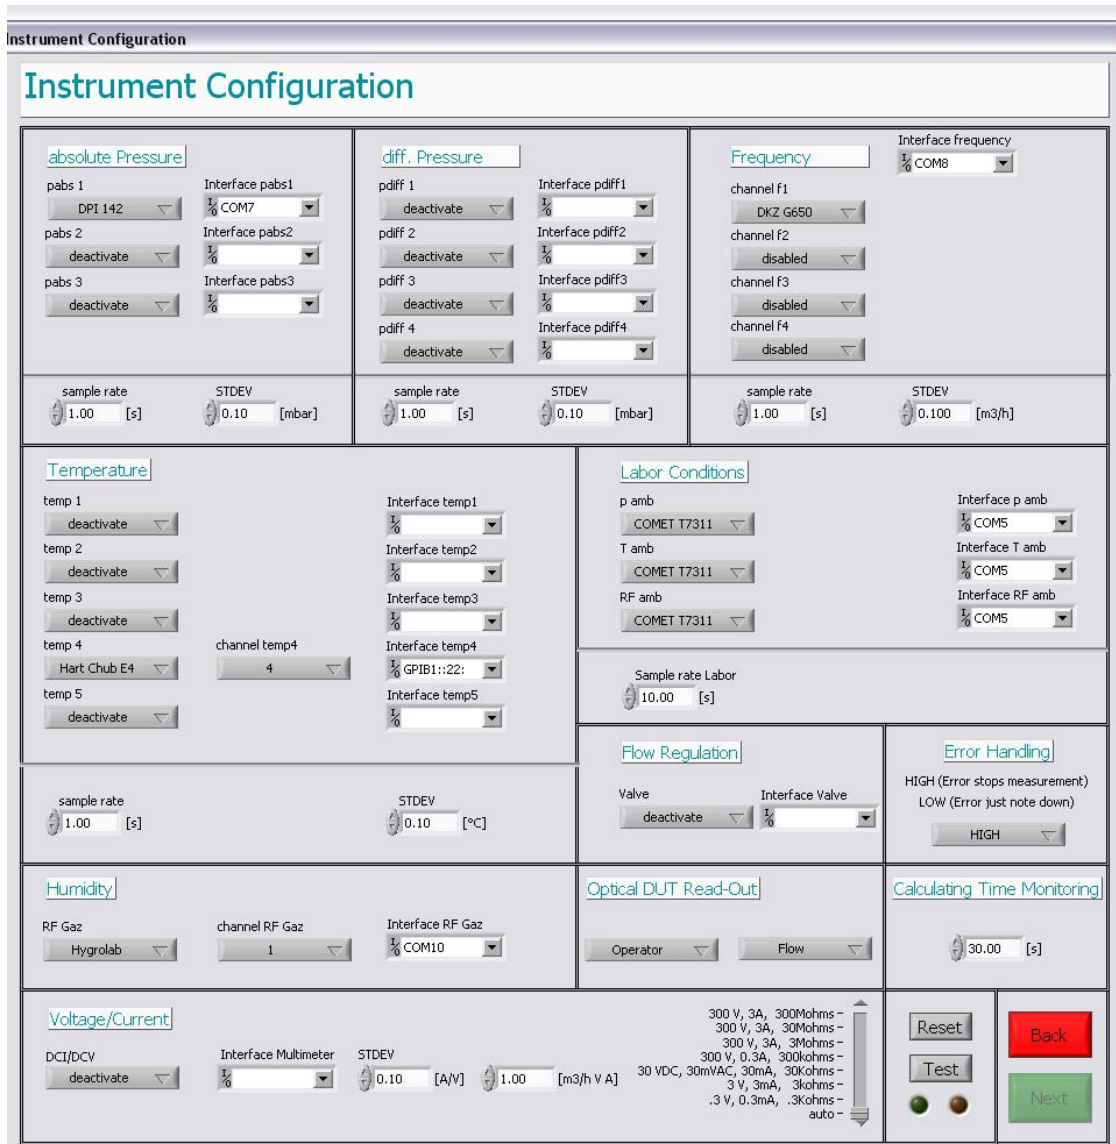 Instrument Configuration
Instrument Configuration
absolute Pressure
pabs 1
Interface pabs1
DPI 142
COM7
pabs 2
Interface pabs2
deactivate
pabs 3
Interface pabs3
deactivate
sample rate
STDEV
1.00 [s]
0.10 [mbar]
diff. Pressure
pdiff 1
Interface pdiff1
deactivate
pdiff 2
Interface pdiff2
deactivate
pdiff 3
Interface pdiff3
deactivate
pdiff 4
Interface pdiff4
deactivate
sample rate
STDEV
1.00 [s]
0.10 [mbar]
Frequency
Interface frequency
COM8
channel f1
DKZ G650
channel f2
disabled
channel f3
disabled
channel f4
disabled
sample rate
STDEV
1.00 [s]
0.100 [m3/h]
Temperature
temp 1
Interface temp1
deactivate
temp 2
Interface temp2
deactivate
temp 3
Interface temp3
deactivate
temp 4
channel temp4
Interface temp4
Hart Chub E4
4
GPIB1::22:
temp 5
Interface temp5
deactivate
sample rate
STDEV
1.00 [s]
0.10 [°C]
Labor Conditions
p amb
Interface p amb
COMET T7311
COM5
T amb
Interface T amb
COMET T7311
COM5
RF amb
Interface RF amb
COMET T7311
COM5
Sample rate Labor
10.00 [s]
Flow Regulation
Valve
Interface Valve
deactivate
Error Handling
HIGH (Error stops measurement)
LOW (Error just note down)
HIGH
Humidity
RF Gaz
channel RF Gaz
Interface RF Gaz
Hygrolab
1
COM10
Optical DUT Read-Out
Operator
Flow
Calculating Time Monitoring
30.00 [s]
Voltage/Current
DCI/DCV
Interface Multimeter
STDEV
deactivate
0.10 [A/V]
1.00 [m3/h V A]
300 V, 3A, 300Mohms
300 V, 3A, 30Mohms
300 V, 3A, 3Mohms
300 V, 0.3A, 300kohms
30 VDC, 30mVAC, 30mA, 30Kohms
3 V, 3mA, 3kohms
.3 V, 0.3mA, .3Kohms
auto
Reset
Test
Back
Next